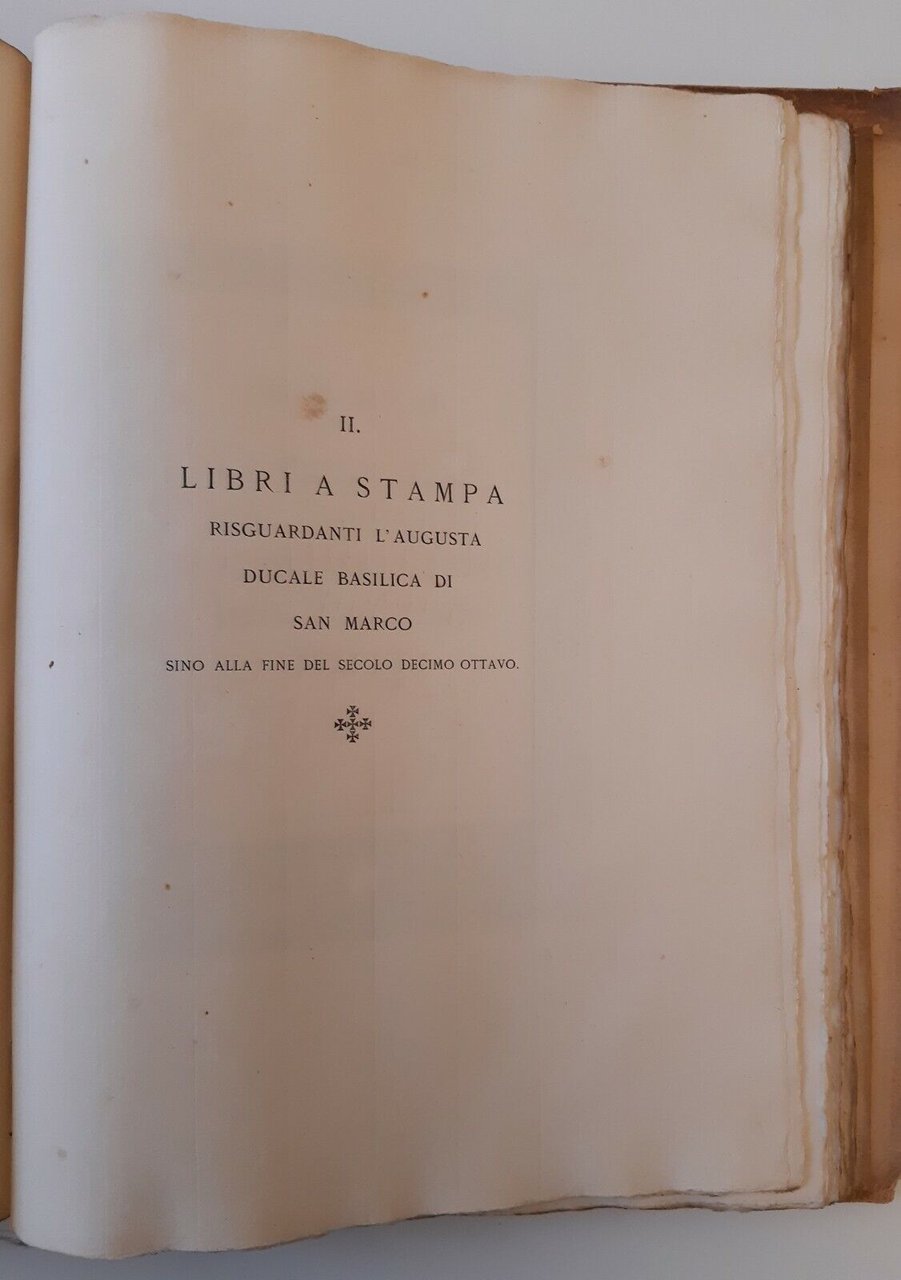 II.
LIBRI A STAMPA
RISGUARDANTI L'AUGUSTA
DUCALE BASILICA DI
SAN MARCO
SINO ALLA FINE DEL SECOLO DECIMO OTTAVO.